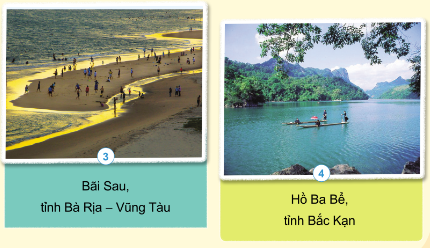 3
Bãi Sau,
tỉnh Bà Rịa – Vũng Tàu
4
Hồ Ba Bể,
tỉnh Bắc Kạn